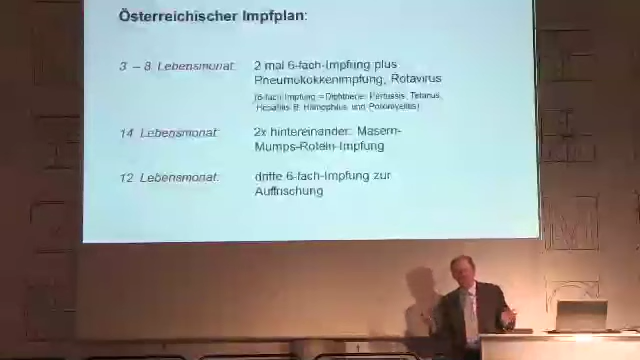 Österreichischer Impfplan:
3 – 8 Lebensmonat: 2 mal 6-fach-Impfung plus
Pneumokokkenimpfung, Rotavirus
(6-fach Impfung = Diphtherie, Pertussis, Tetanus,
Hepatitis B, Hämophilus, und Poliomyelitis)
14 Lebensmonat: 2x hintereinander: Masern-
Mumps-Röteln-Impfung
12 Lebensmonat: dritte 6-fach-Impfung zur
Auffrischung